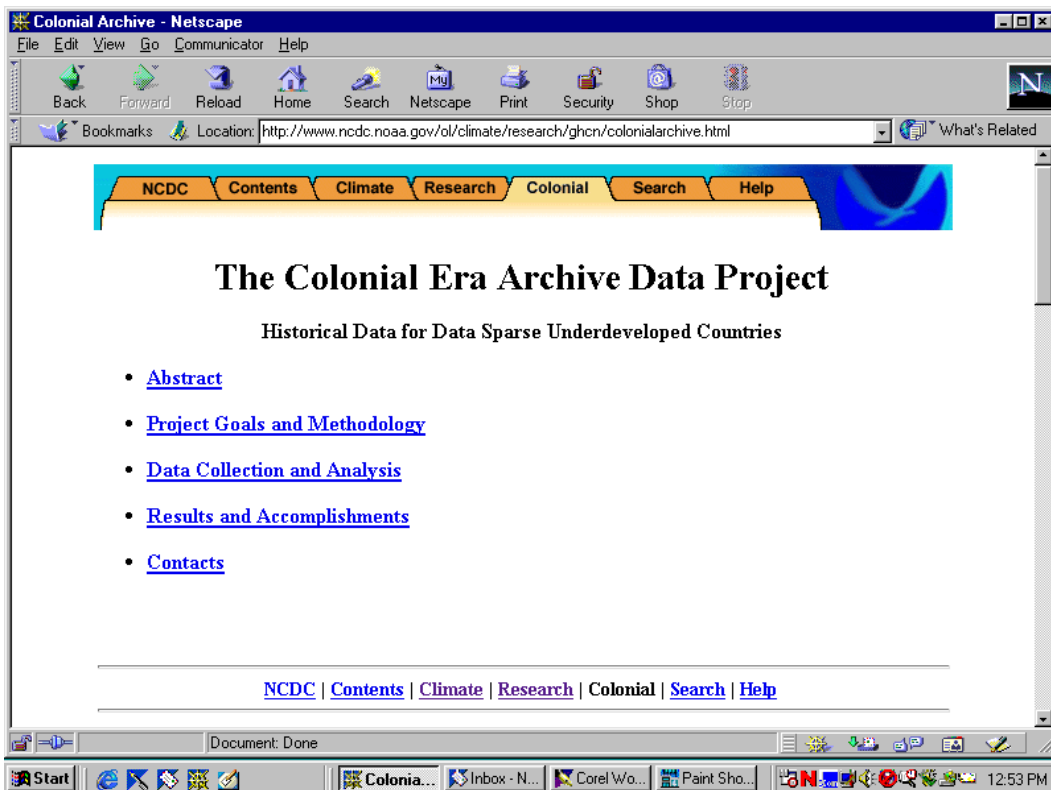 Colonial Archive - Netscape
File Edit View Go Communicator Help
My N
Back Forward Reload Home Search Netscape Print Security Shop Stop
Bookmarks Location: http://www.ncdc.noaa.gov/ol/climate/research/ghcn/colonialarchive.html What's Related
NCDC Contents Climate Research Colonial Search Help
The Colonial Era Archive Data Project
Historical Data for Data Sparse Underdeveloped Countries
• Abstract
• Project Goals and Methodology
• Data Collection and Analysis
• Results and Accomplishments
• Contacts
NCDC | Contents | Climate | Research | Colonial | Search | Help
Document: Done
Start Colonia... Inbox - N... Corel Wo... Paint Sho... N 12:53 PM